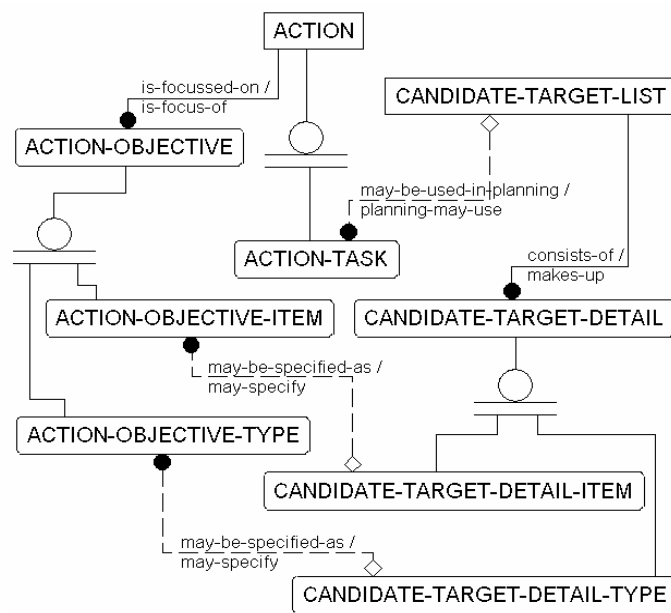 ACTION
is-focussed-on /
is-focus-of
CANDIDATE-TARGET-LIST
ACTION-OBJECTIVE
may-be-used-in-planning /
planning-may-use
ACTION-TASK
consists-of /
makes-up
ACTION-OBJECTIVE-ITEM
CANDIDATE-TARGET-DETAIL
may-be-specified-as /
may-specify
ACTION-OBJECTIVE-TYPE
CANDIDATE-TARGET-DETAIL-ITEM
may-be-specified-as /
may-specify
CANDIDATE-TARGET-DETAIL-TYPE